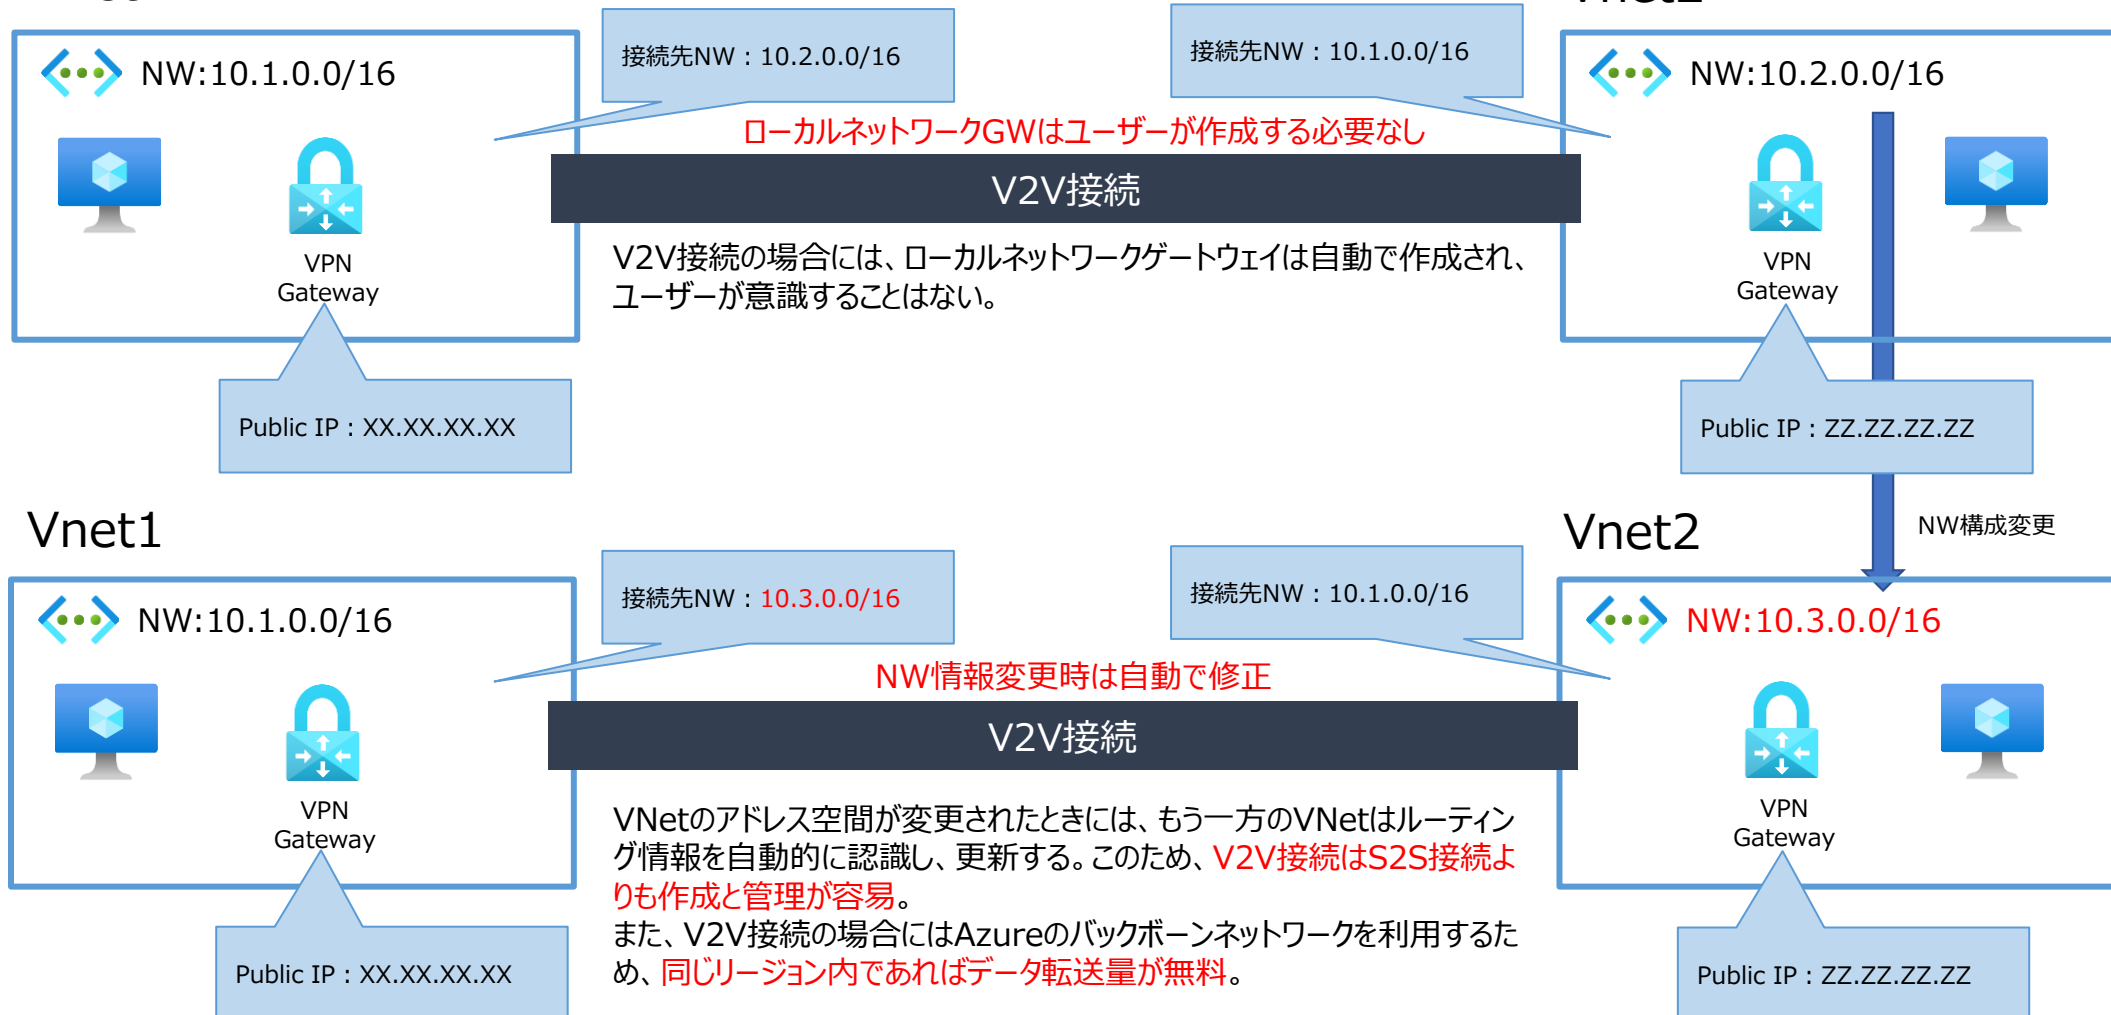 接続先NW：10.2.0.0/16
接続先NW：10.1.0.0/16
NW:10.1.0.0/16
NW:10.2.0.0/16
ローカルネットワークGWはユーザーが作成する必要なし
V2V接続
VPN
Gateway
V2V接続の場合には、ローカルネットワークゲートウェイは自動で作成され、
ユーザーが意識することはない。
VPN
Gateway
Public IP：XX.XX.XX.XX
Public IP：ZZ.ZZ.ZZ.ZZ
Vnet1
Vnet2
NW構成変更
接続先NW：10.3.0.0/16
接続先NW：10.1.0.0/16
NW:10.1.0.0/16
NW:10.3.0.0/16
NW情報変更時は自動で修正
V2V接続
VPN
Gateway
VNetのアドレス空間が変更されたときには、もう一方のVNetはルーティン
グ情報を自動的に認識し、更新する。このため、V2V接続はS2S接続よ
りも作成と管理が容易。
また、V2V接続の場合にはAzureのバックボーンネットワークを利用するた
め、同じリージョン内であればデータ転送量が無料。
VPN
Gateway
Public IP：XX.XX.XX.XX
Public IP：ZZ.ZZ.ZZ.ZZ